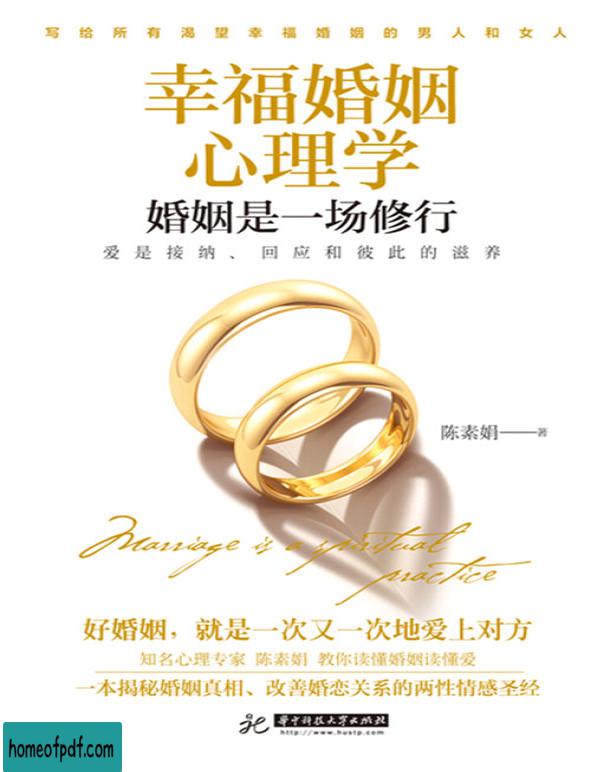 写给所有渴望幸福婚姻的男人和女人
幸福婚姻
心理学
婚姻是一场修行
爱是接纳、回应和彼此的滋养
陈素娟——著
Marriage is a spiritual
practice
好婚姻，就是一次又一次地爱上对方
知名心理专家 陈素娟 教你读懂婚姻读懂爱
一本揭秘婚姻真相、改善婚恋关系的两性情感圣经
华中科技大学出版社
http://www.hustp.com
homeofpdf.com